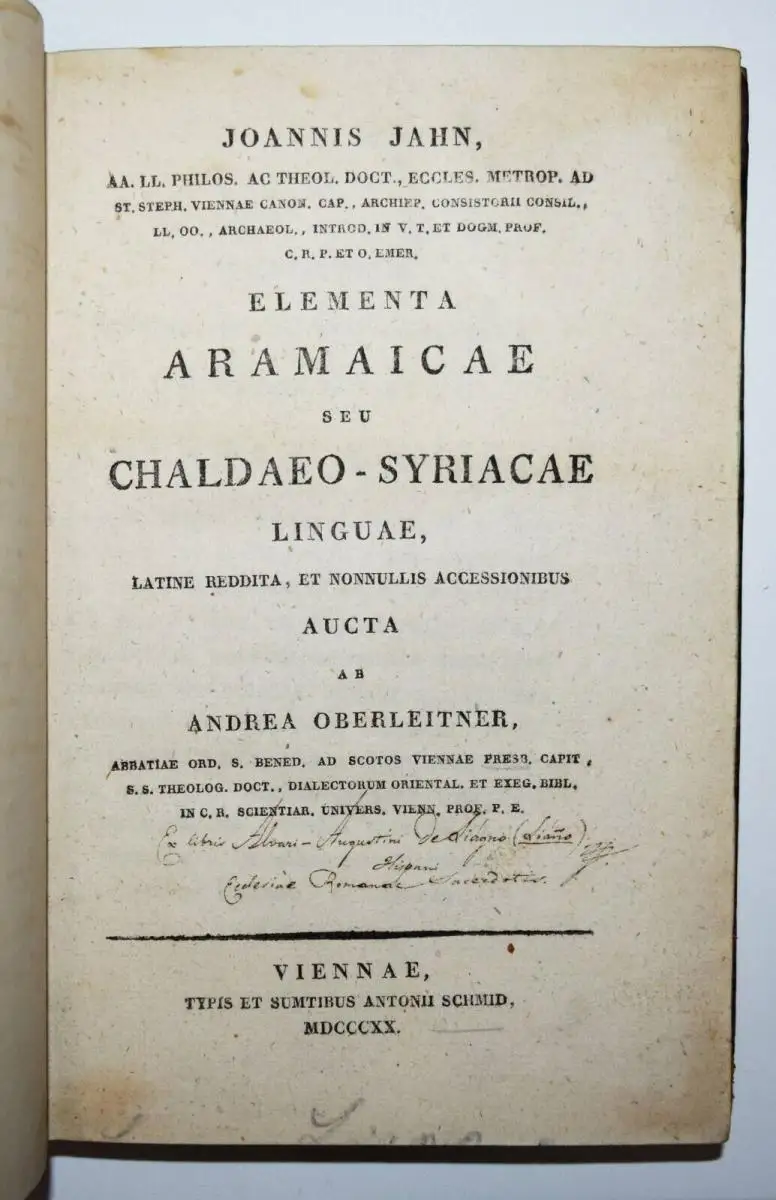 JOANNIS JAHN,
AA. LL. PHILOS. AC THEOL. DOCT., ECCLES. METROP. AD
ST. STEPH. VIENNAE CANON. CAP., ARCHIEP. CONSISTORII CONSIL.,
LL. OO., ARCHAEOL., INTROD. IN V. T. ET DOGM. PROF.
C. R. P. ET O. EMER.
ELEMENTA
ARAMAICAE
SEU
CHALDAEO-SYRIACAE
LINGUAE,
LATINE REDDITA, ET NONNULLIS ACCESSIONIBUS
AUCTA
AB
ANDREA OBERLEITNER,
ABBATIAE ORD. S. BENED. AD SCOTOS VIENNAE PRESB. CAPIT.
S. S. THEOLOG. DOCT., DIALECTORUM ORIENTAL. ET EXEG. BIBL.
IN C. R. SCIENTIAR. UNIVERS. VIENN. PROF. P. E.
Ex libris Alvari-Augustini De Liagno (Liaño)
Hispani
Ecclesiae Romanae Sacerdotis.
VIENNAE,
TYPIS ET SUMTIBUS ANTONII SCHMID,
MDCCCXX.